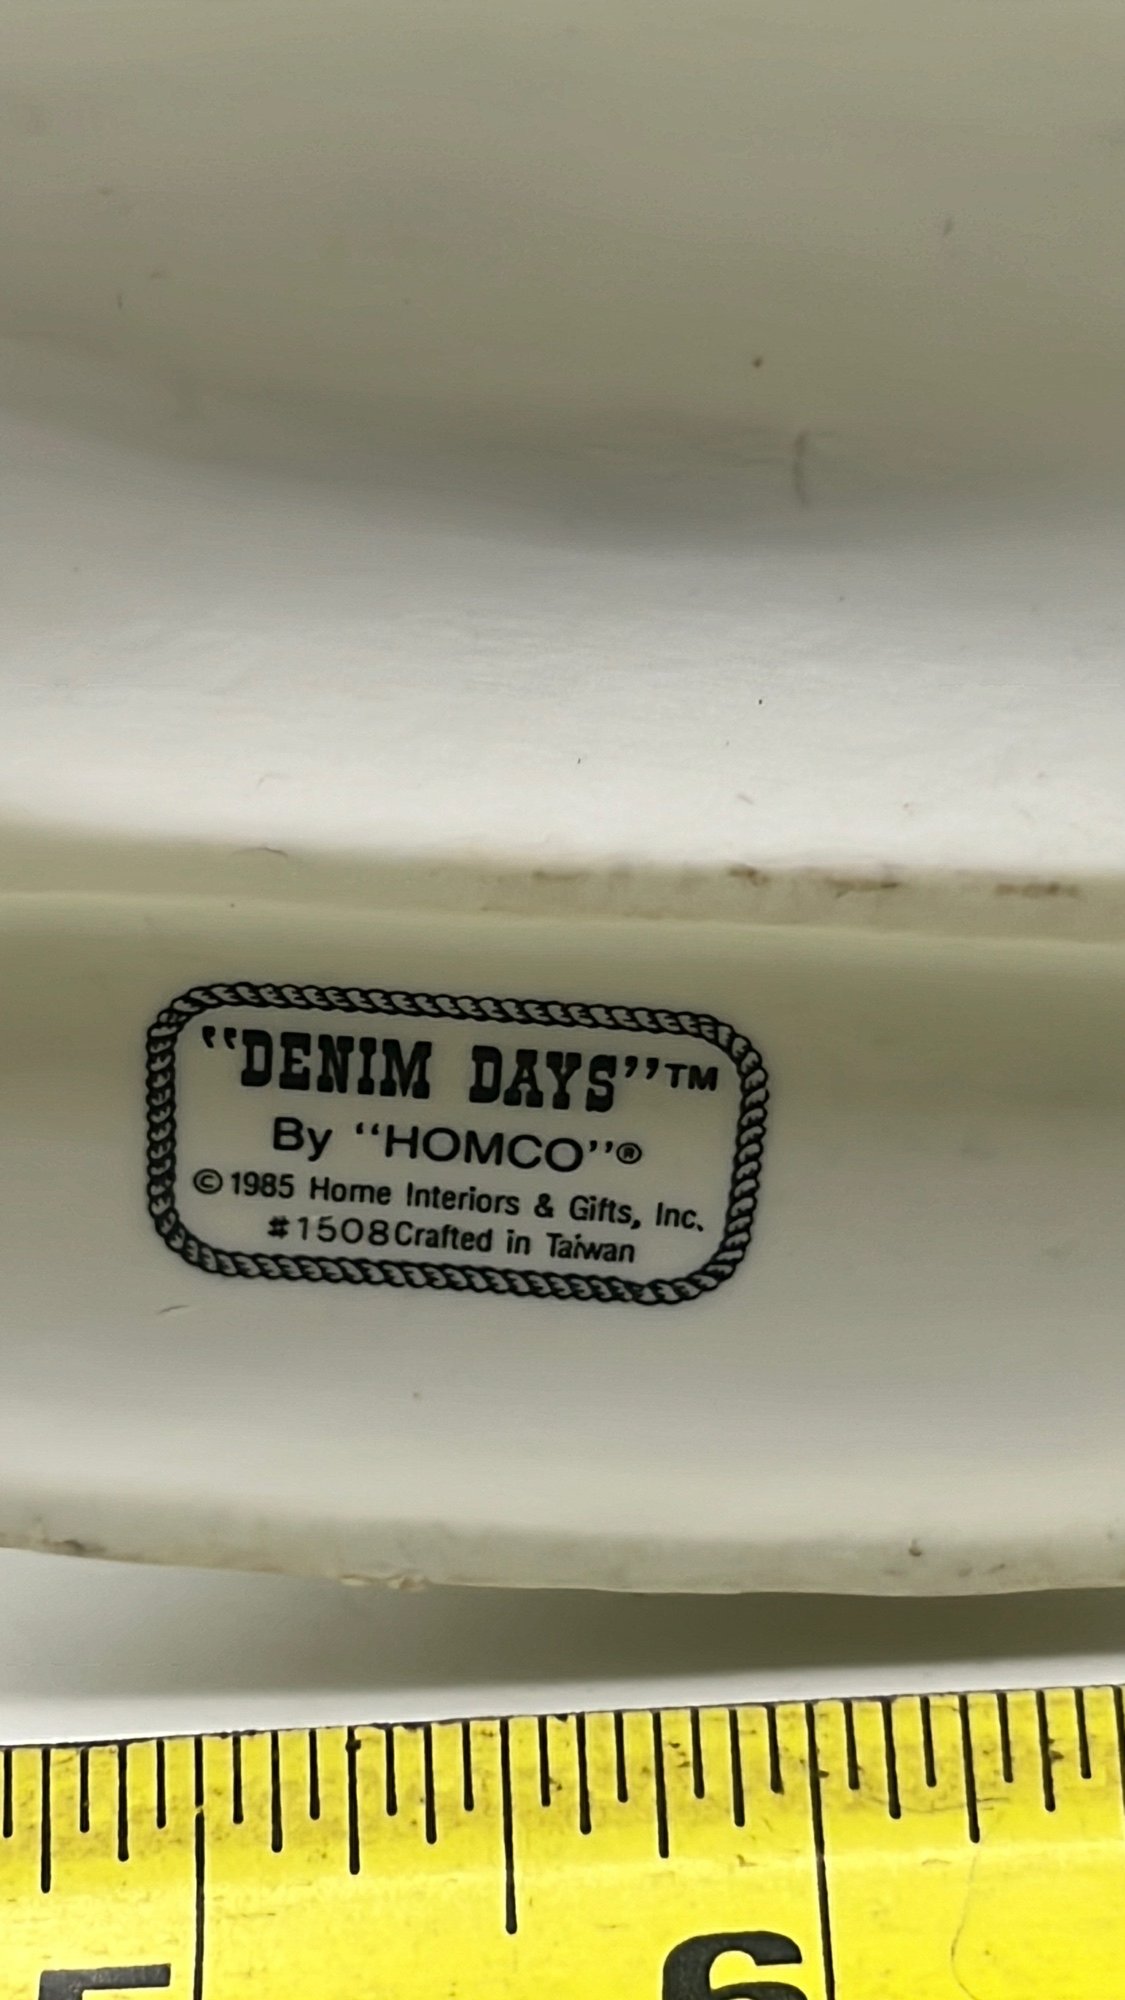 “DENIM DAYS”™
By “HOMCO”®
©1985 Home Interiors & Gifts, Inc.
#1508 Crafted in Taiwan
5 6